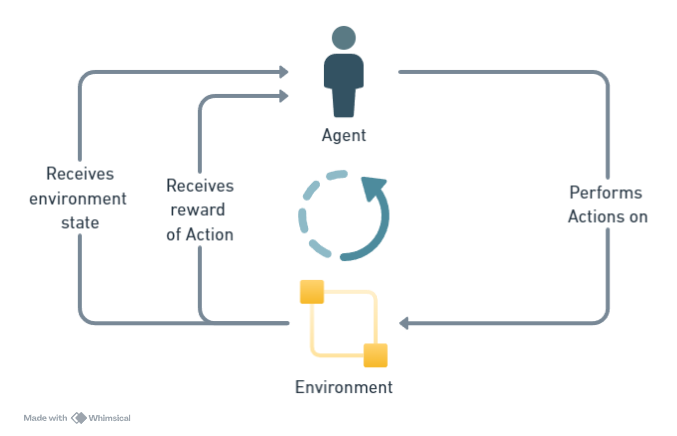 Agent
Receives
environment
state
Receives
reward
of Action
Performs
Actions on
Environment
Made with Whimsical